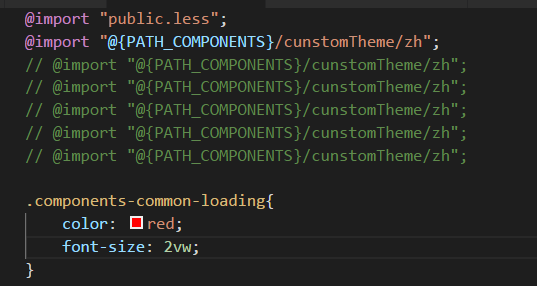 @import "public.less";
@import "@{PATH_COMPONENTS}/cunstomTheme/zh";
// @import "@{PATH_COMPONENTS}/cunstomTheme/zh";
// @import "@{PATH_COMPONENTS}/cunstomTheme/zh";
// @import "@{PATH_COMPONENTS}/cunstomTheme/zh";
// @import "@{PATH_COMPONENTS}/cunstomTheme/zh";
// @import "@{PATH_COMPONENTS}/cunstomTheme/zh";
.components-common-loading{
color: red;
font-size: 2vw;
}